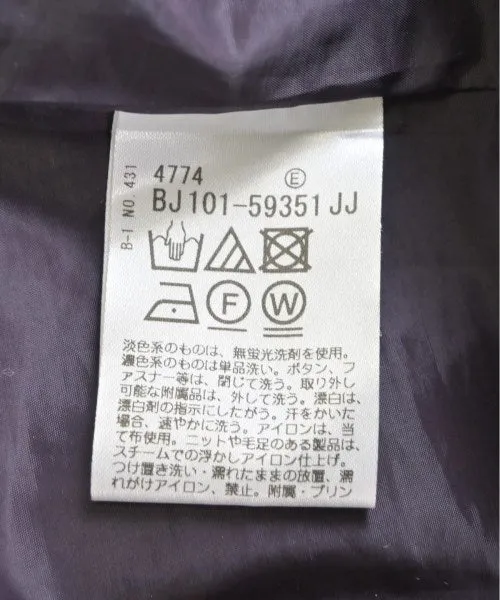 B-1 NO. 431
4774 Ⓔ
BJ101-59351 JJ
F W
淡色系のものは、無蛍光洗剤を使用。
濃色系のものは単品洗い。ボタン、フ
ァスナー等は、閉じて洗う。取り外し
可能な附属品は、外して洗う。漂白は、
漂白剤の指示にしたがう。汗をかいた
場合、速やかに洗う。アイロンは、当
て布使用。ニットや毛足のある製品は、
スチームでの浮かしアイロン仕上げ。
つけ置き洗い・濡れたままの放置、濡
れがけアイロン、禁止。附属・プリン